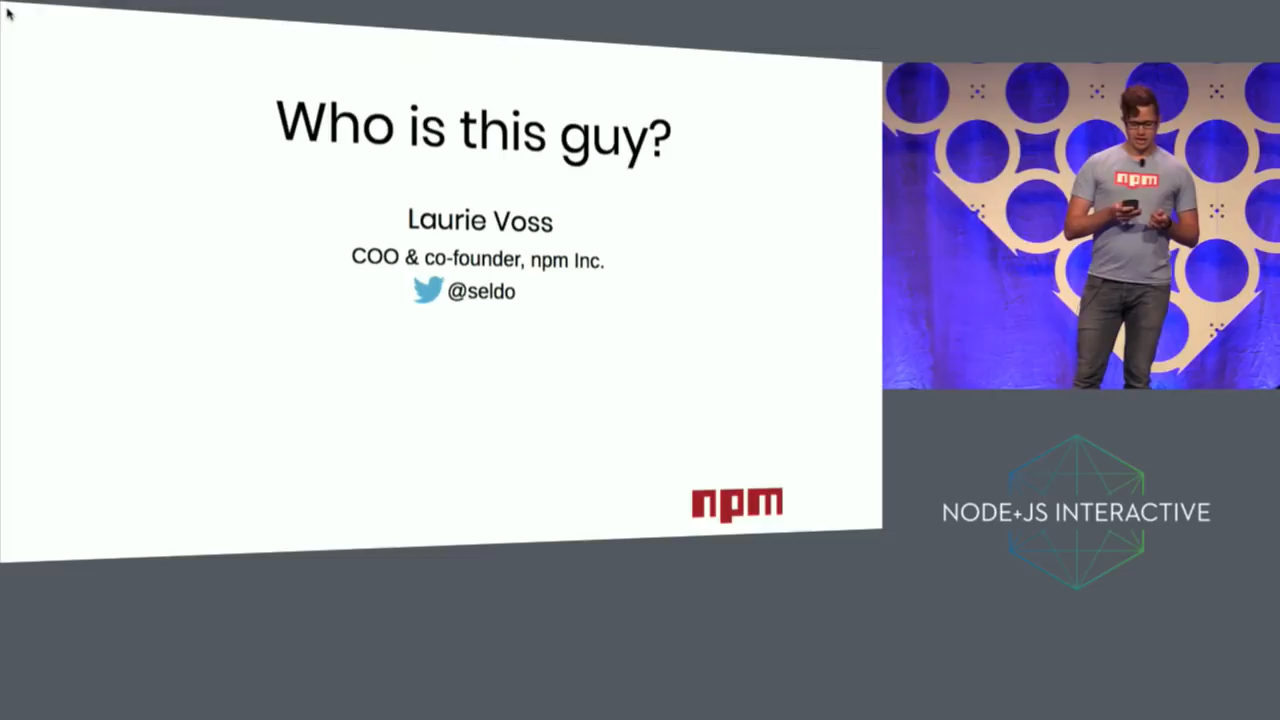 Who is this guy?
Laurie Voss
COO & co-founder, npm Inc.
@seldo
npm
npm
NODE+JS INTERACTIVE